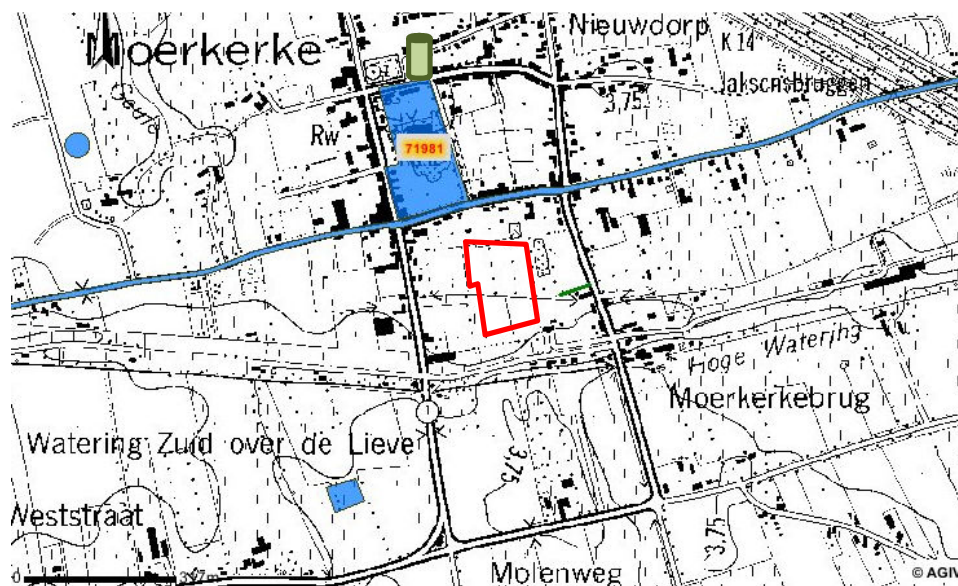 Moerkerke
Nieuwdorp
K 14
Jakscnsbruggen
3,75
Rw
71981
Hoge Watering
Moerkerkebrug
Watering Zuid over de Lieve
3,75
Weststraat
3,75
Molenweg
© AGIV